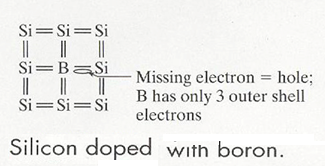 Si=Si=Si
Si=B=Si
Si=Si=Si
Missing electron = hole;
B has only 3 outer shell
electrons
Silicon doped with boron.